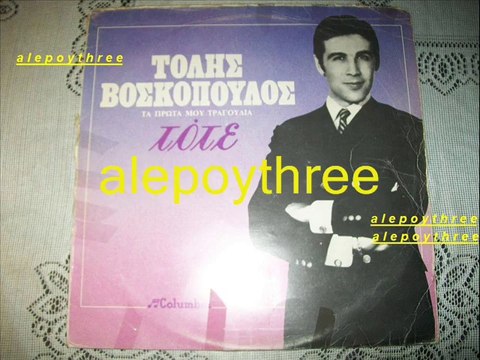 alepoythree
ΤΟΛΗΣ
ΒΟΣΚΟΠΟΥΛΟΣ
ΤΑ ΠΡΩΤΑ ΜΟΥ ΤΡΑΓΟΥΔΙΑ
τότε
alepoythree
alepoythree
alepoythree
Columbia